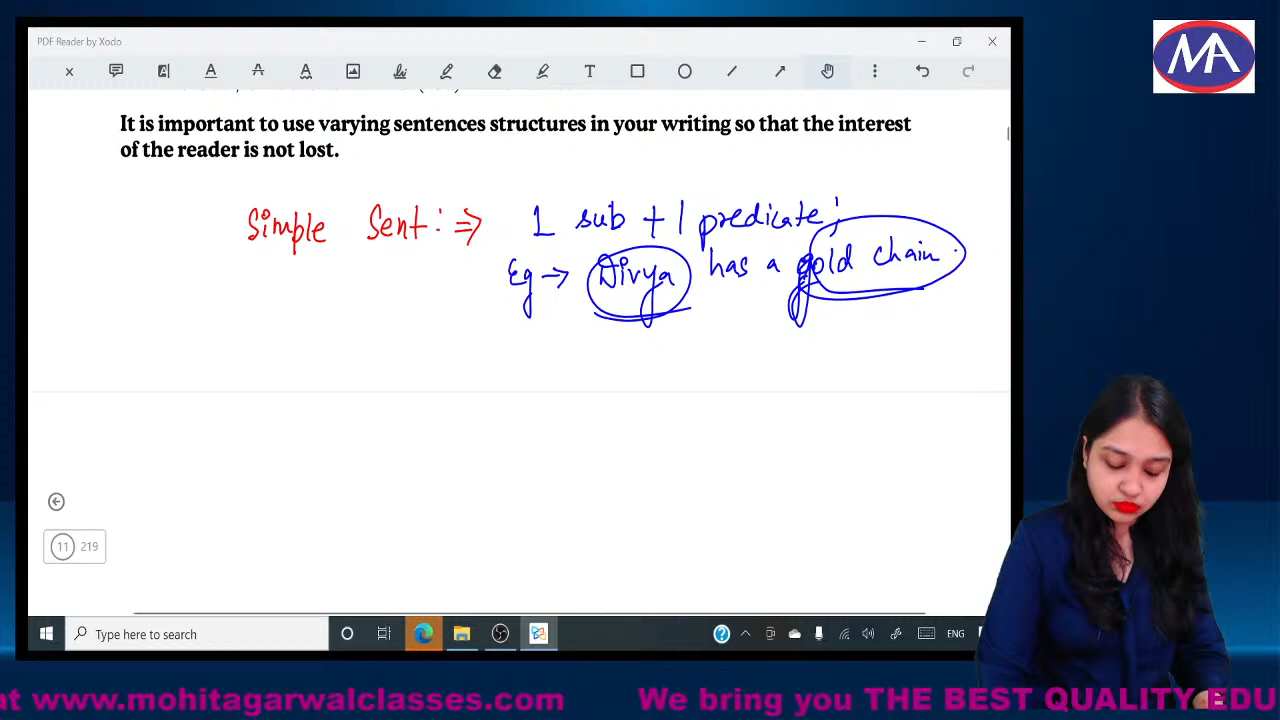 PDF Reader by Xodo
MA
It is important to use varying sentences structures in your writing so that the interest
of the reader is not lost.
Simple Sent: ⇒ 1 sub + 1 predicate;
Eg → Divya has a gold chain.
11 219
Type here to search
ENG
at www.mohitagarwalclasses.com We bring you THE BEST QUALITY EDU